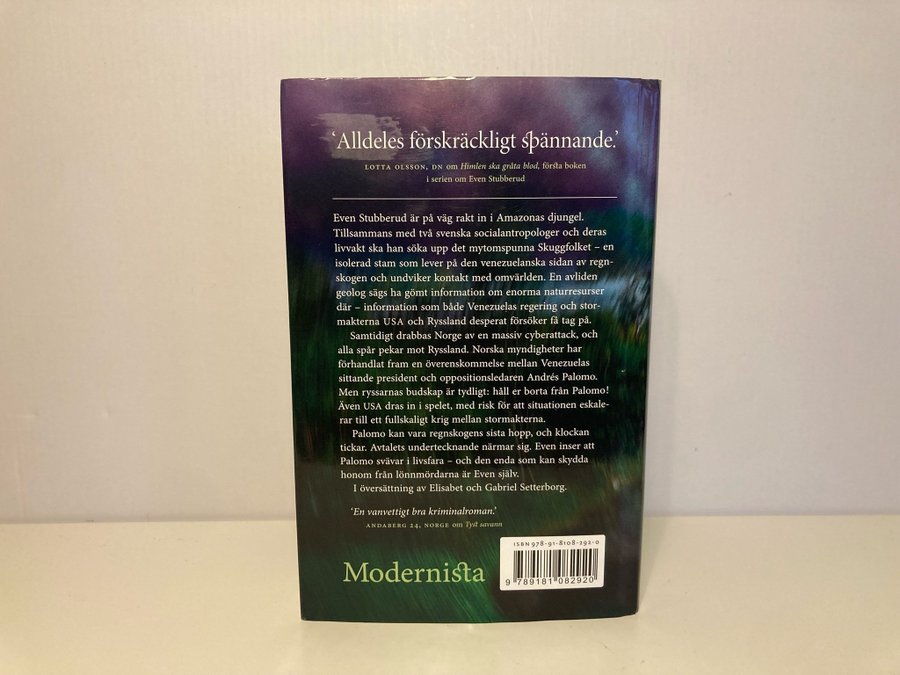 ‘Alldeles förskräckligt spännande.’
LOTTA OLSSON, DN om Himlen ska gråta blod, första boken
i serien om Even Stubberud
Even Stubberud är på väg rakt in i Amazonas djungel.
Tillsammans med två svenska socialantropologer och deras
livvakt ska han söka upp det mytomspunna Skuggfolket – en
isolerad stam som lever på den venezuelanska sidan av regn-
skogen och undviker kontakt med omvärlden. En avliden
geolog sägs ha gömt information om enorma naturresurser
där – information som både Venezuelas regering och stor-
makterna USA och Ryssland desperat försöker få tag på.
Samtidigt drabbas Norge av en massiv cyberattack, och
alla spår pekar mot Ryssland. Norska myndigheter har
förhandlat fram en överenskommelse mellan Venezuelas
sittande president och oppositionsledaren Andrés Palomo.
Men ryssarnas budskap är tydligt: håll er borta från Palomo!
Även USA dras in i spelet, med risk för att situationen eskale-
rar till ett fullskaligt krig mellan stormakterna.
Palomo kan vara regnskogens sista hopp, och klockan
tickar. Avtalets undertecknande närmar sig. Even inser att
Palomo svävar i livsfara – och den enda som kan skydda
honom från lönnmördarna är Even själv.
I översättning av Elisabet och Gabriel Setterborg.
‘En vanvettigt bra kriminalroman.’
ANDABERG 24, NORGE om Tyst savann
Modernista
ISBN 978-91-8108-292-0
9 789181 082920